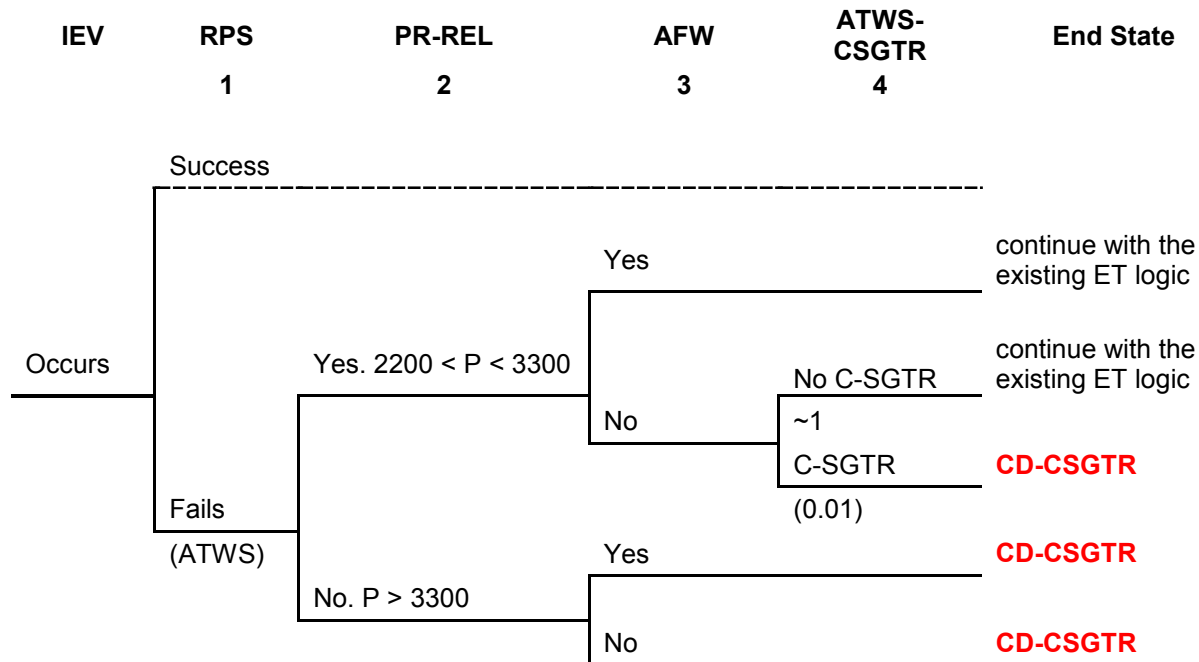 IEV RPS PR-REL AFW ATWS-
CSGTR End State
1 2 3 4
Success
Yes
continue with the
existing ET logic
Occurs
Yes. 2200 < P < 3300
continue with the
existing ET logic
No C-SGTR
No
~1
C-SGTR
CD-CSGTR
Fails
(0.01)
(ATWS)
Yes
CD-CSGTR
No. P > 3300
No
CD-CSGTR